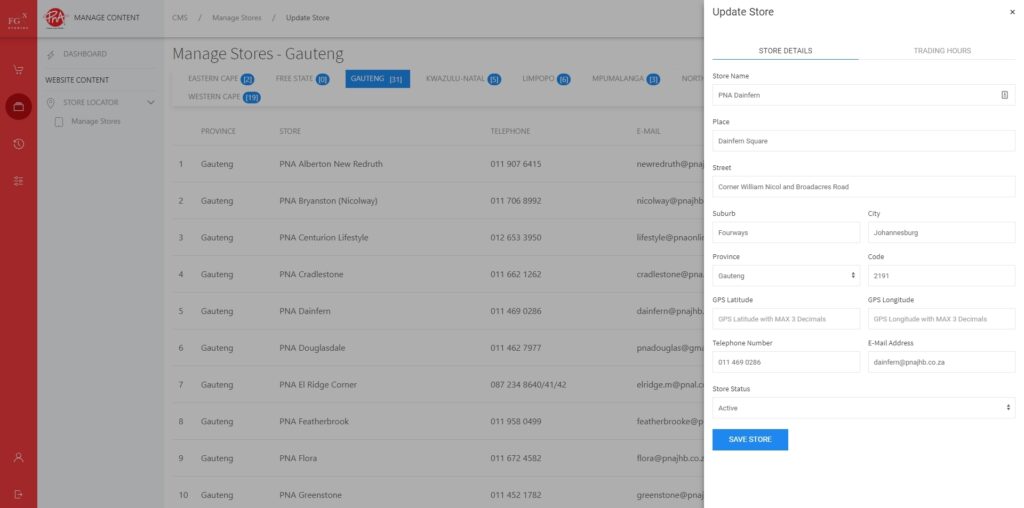 FGX
STUDIOS
PNA
MANAGE CONTENT
DASHBOARD
WEBSITE CONTENT
STORE LOCATOR
Manage Stores
CMS / Manage Stores / Update Store
Manage Stores - Gauteng
EASTERN CAPE [2] FREE STATE [0] GAUTENG [31] KWAZULU-NATAL [5] LIMPOPO [6] MPUMALANGA [3] NORTH
WESTERN CAPE [19]
PROVINCE STORE TELEPHONE E-MAIL
1 Gauteng PNA Alberton New Redruth 011 907 6415 newredruth@pnaj
2 Gauteng PNA Bryanston (Nicolway) 011 706 8992 nicolway@pnajhb
3 Gauteng PNA Centurion Lifestyle 012 653 3950 lifestyle@pnaonli
4 Gauteng PNA Cradlestone 011 662 1262 cradlestone@pna.
5 Gauteng PNA Dainfern 011 469 0286 dainfern@pnajhb.
6 Gauteng PNA Douglasdale 011 462 7977 pnadouglas@gma
7 Gauteng PNA El Ridge Corner 087 234 8640/41/42 elridge.m@pnal.c
8 Gauteng PNA Featherbrook 011 958 0499 featherbrooke@p
9 Gauteng PNA Flora 011 672 4582 flora@pnajhb.co.z
10 Gauteng PNA Greenstone 011 452 1782 greenstone@pnaj
Update Store ×
STORE DETAILS TRADING HOURS
Store Name
PNA Dainfern
Place
Dainfern Square
Street
Corner William Nicol and Broadacres Road
Suburb City
Fourways Johannesburg
Province Code
Gauteng 2191
GPS Latitude GPS Longitude
GPS Latitude with MAX 3 Decimals GPS Longitude with MAX 3 Decimals
Telephone Number E-Mail Address
011 469 0286 dainfern@pnajhb.co.za
Store Status
Active
SAVE STORE